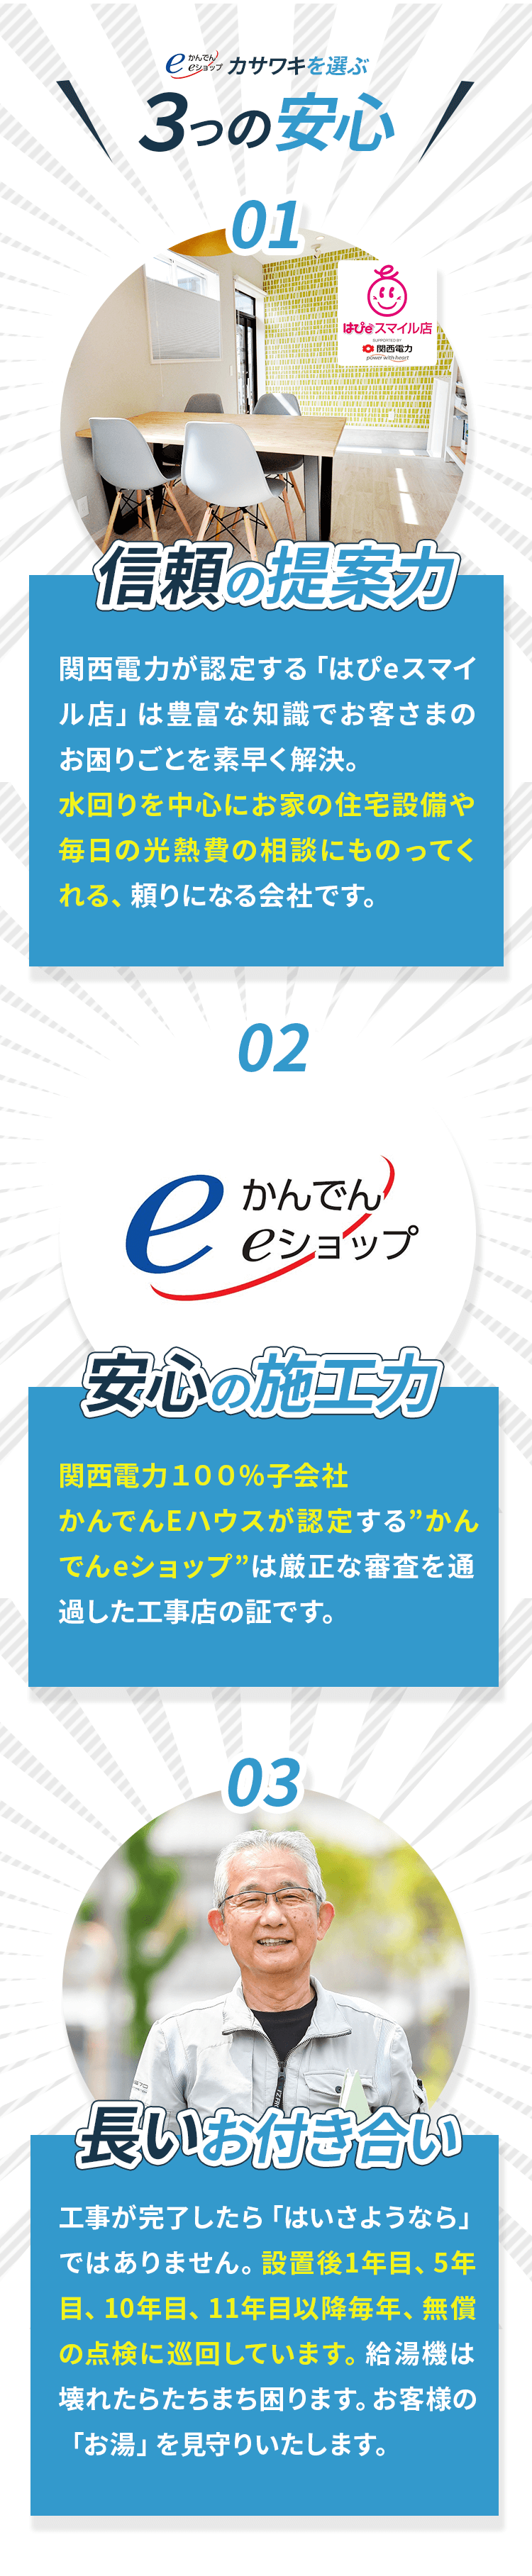 e かんでん eショップ カサワキを選ぶ
3つの安心
01
はぴeスマイル店
SUPPORTED BY
関西電力
power with heart
信頼の提案力
関西電力が認定する「はぴeスマイ
ル店」は豊富な知識でお客さまの
お困りごとを素早く解決。
水回りを中心にお家の住宅設備や
毎日の光熱費の相談にものってく
れる、頼りになる会社です。
02
e かんでん
eショップ
安心の施工力
関西電力１００％子会社
かんでんEハウスが認定する”かん
でんeショップ”は厳正な審査を通
過した工事店の証です。
03
長いお付き合い
工事が完了したら「はいさようなら」
ではありません。設置後1年目、5年
目、10年目、11年目以降毎年、無償
の点検に巡回しています。給湯機は
壊れたらたちまち困ります。お客様の
「お湯」を見守りいたします。